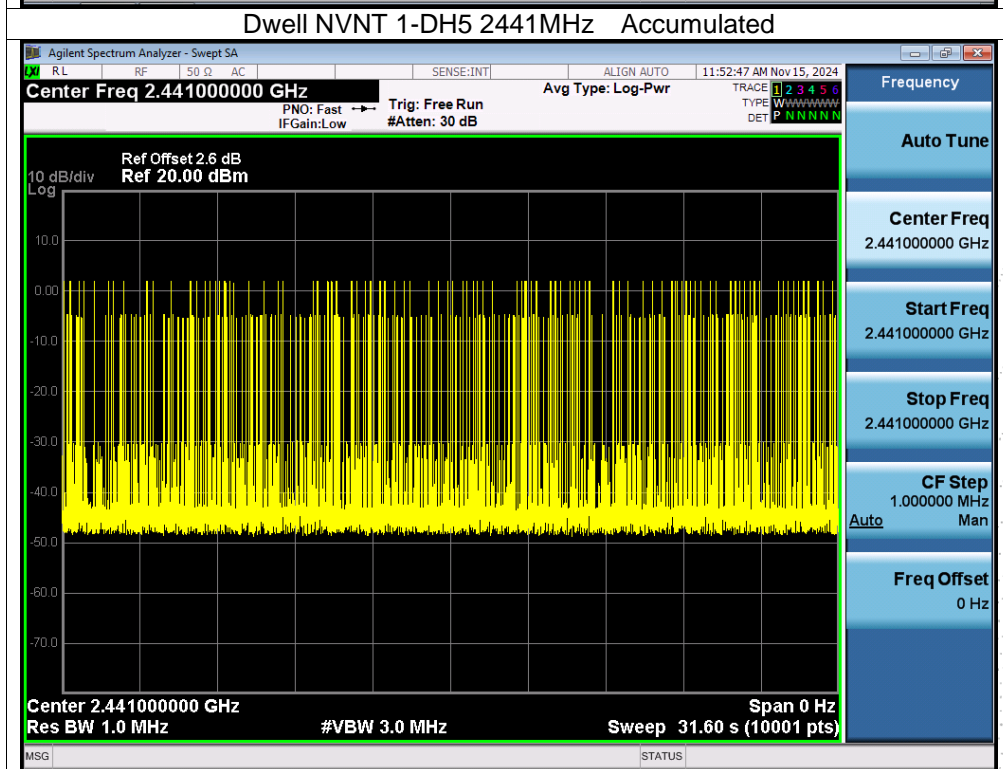 Dwell NVNT 1-DH5 2441MHz Accumulated
Agilent Spectrum Analyzer - Swept SA
LXI RL RF 50 Ω AC SENSE:INT ALIGN AUTO 11:52:47 AM Nov 15, 2024
Center Freq 2.441000000 GHz
PNO: Fast
IFGain:Low
Trig: Free Run
#Atten: 30 dB
Avg Type: Log-Pwr
TRACE 1 2 3 4 5 6
TYPE WWWWWW
DET P N N N N N
Frequency
Auto Tune
Center Freq
2.441000000 GHz
Start Freq
2.441000000 GHz
Stop Freq
2.441000000 GHz
CF Step
1.000000 MHz
Auto Man
Freq Offset
0 Hz
Ref Offset 2.6 dB
10 dB/div Ref 20.00 dBm
Log
10.0
0.00
-10.0
-20.0
-30.0
-40.0
-50.0
-60.0
-70.0
Center 2.441000000 GHz Span 0 Hz
Res BW 1.0 MHz #VBW 3.0 MHz Sweep 31.60 s (10001 pts)
MSG STATUS